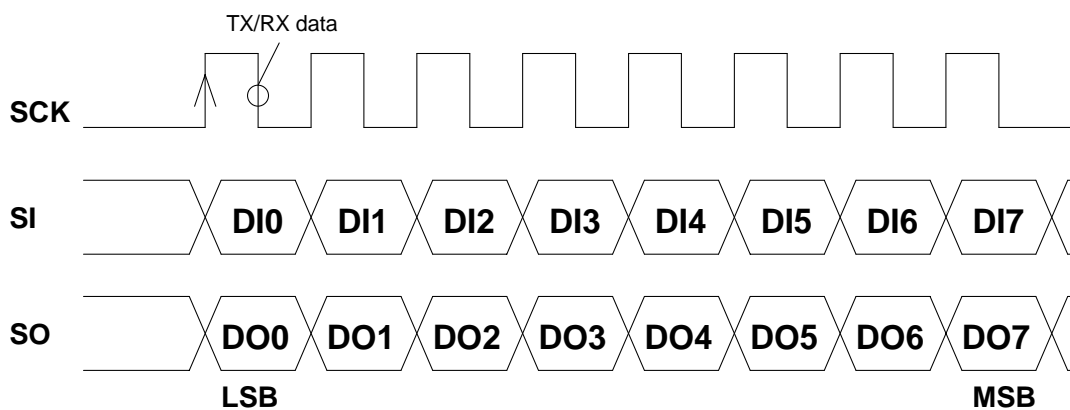 TX/RX data
SCK
SI DI0 DI1 DI2 DI3 DI4 DI5 DI6 DI7
SO DO0 DO1 DO2 DO3 DO4 DO5 DO6 DO7
LSB MSB